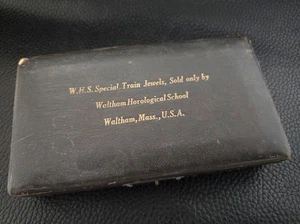 W.H.S. Special Train Jewels, Sold only by
Waltham Horological School
Waltham, Mass., U.S.A.